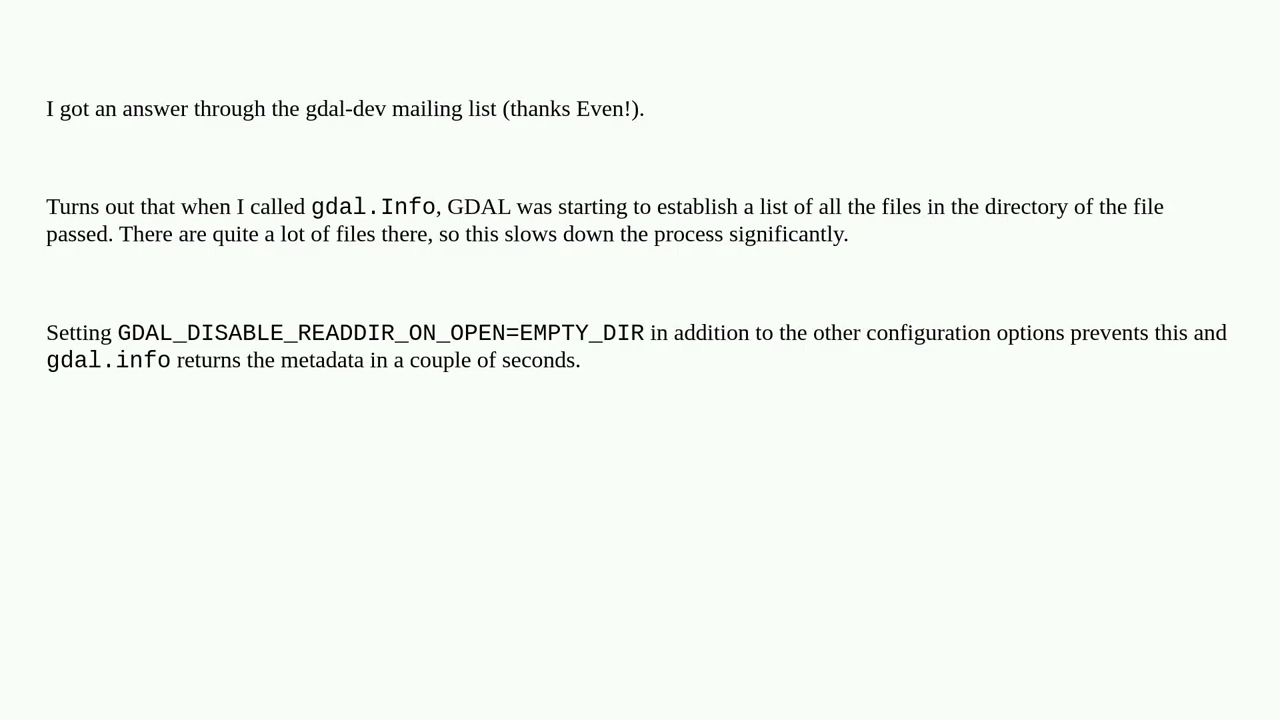 I got an answer through the gdal-dev mailing list (thanks Even!).
Turns out that when I called gdal.Info, GDAL was starting to establish a list of all the files in the directory of the file
passed. There are quite a lot of files there, so this slows down the process significantly.
Setting GDAL_DISABLE_READDIR_ON_OPEN=EMPTY_DIR in addition to the other configuration options prevents this and
gdal.info returns the metadata in a couple of seconds.